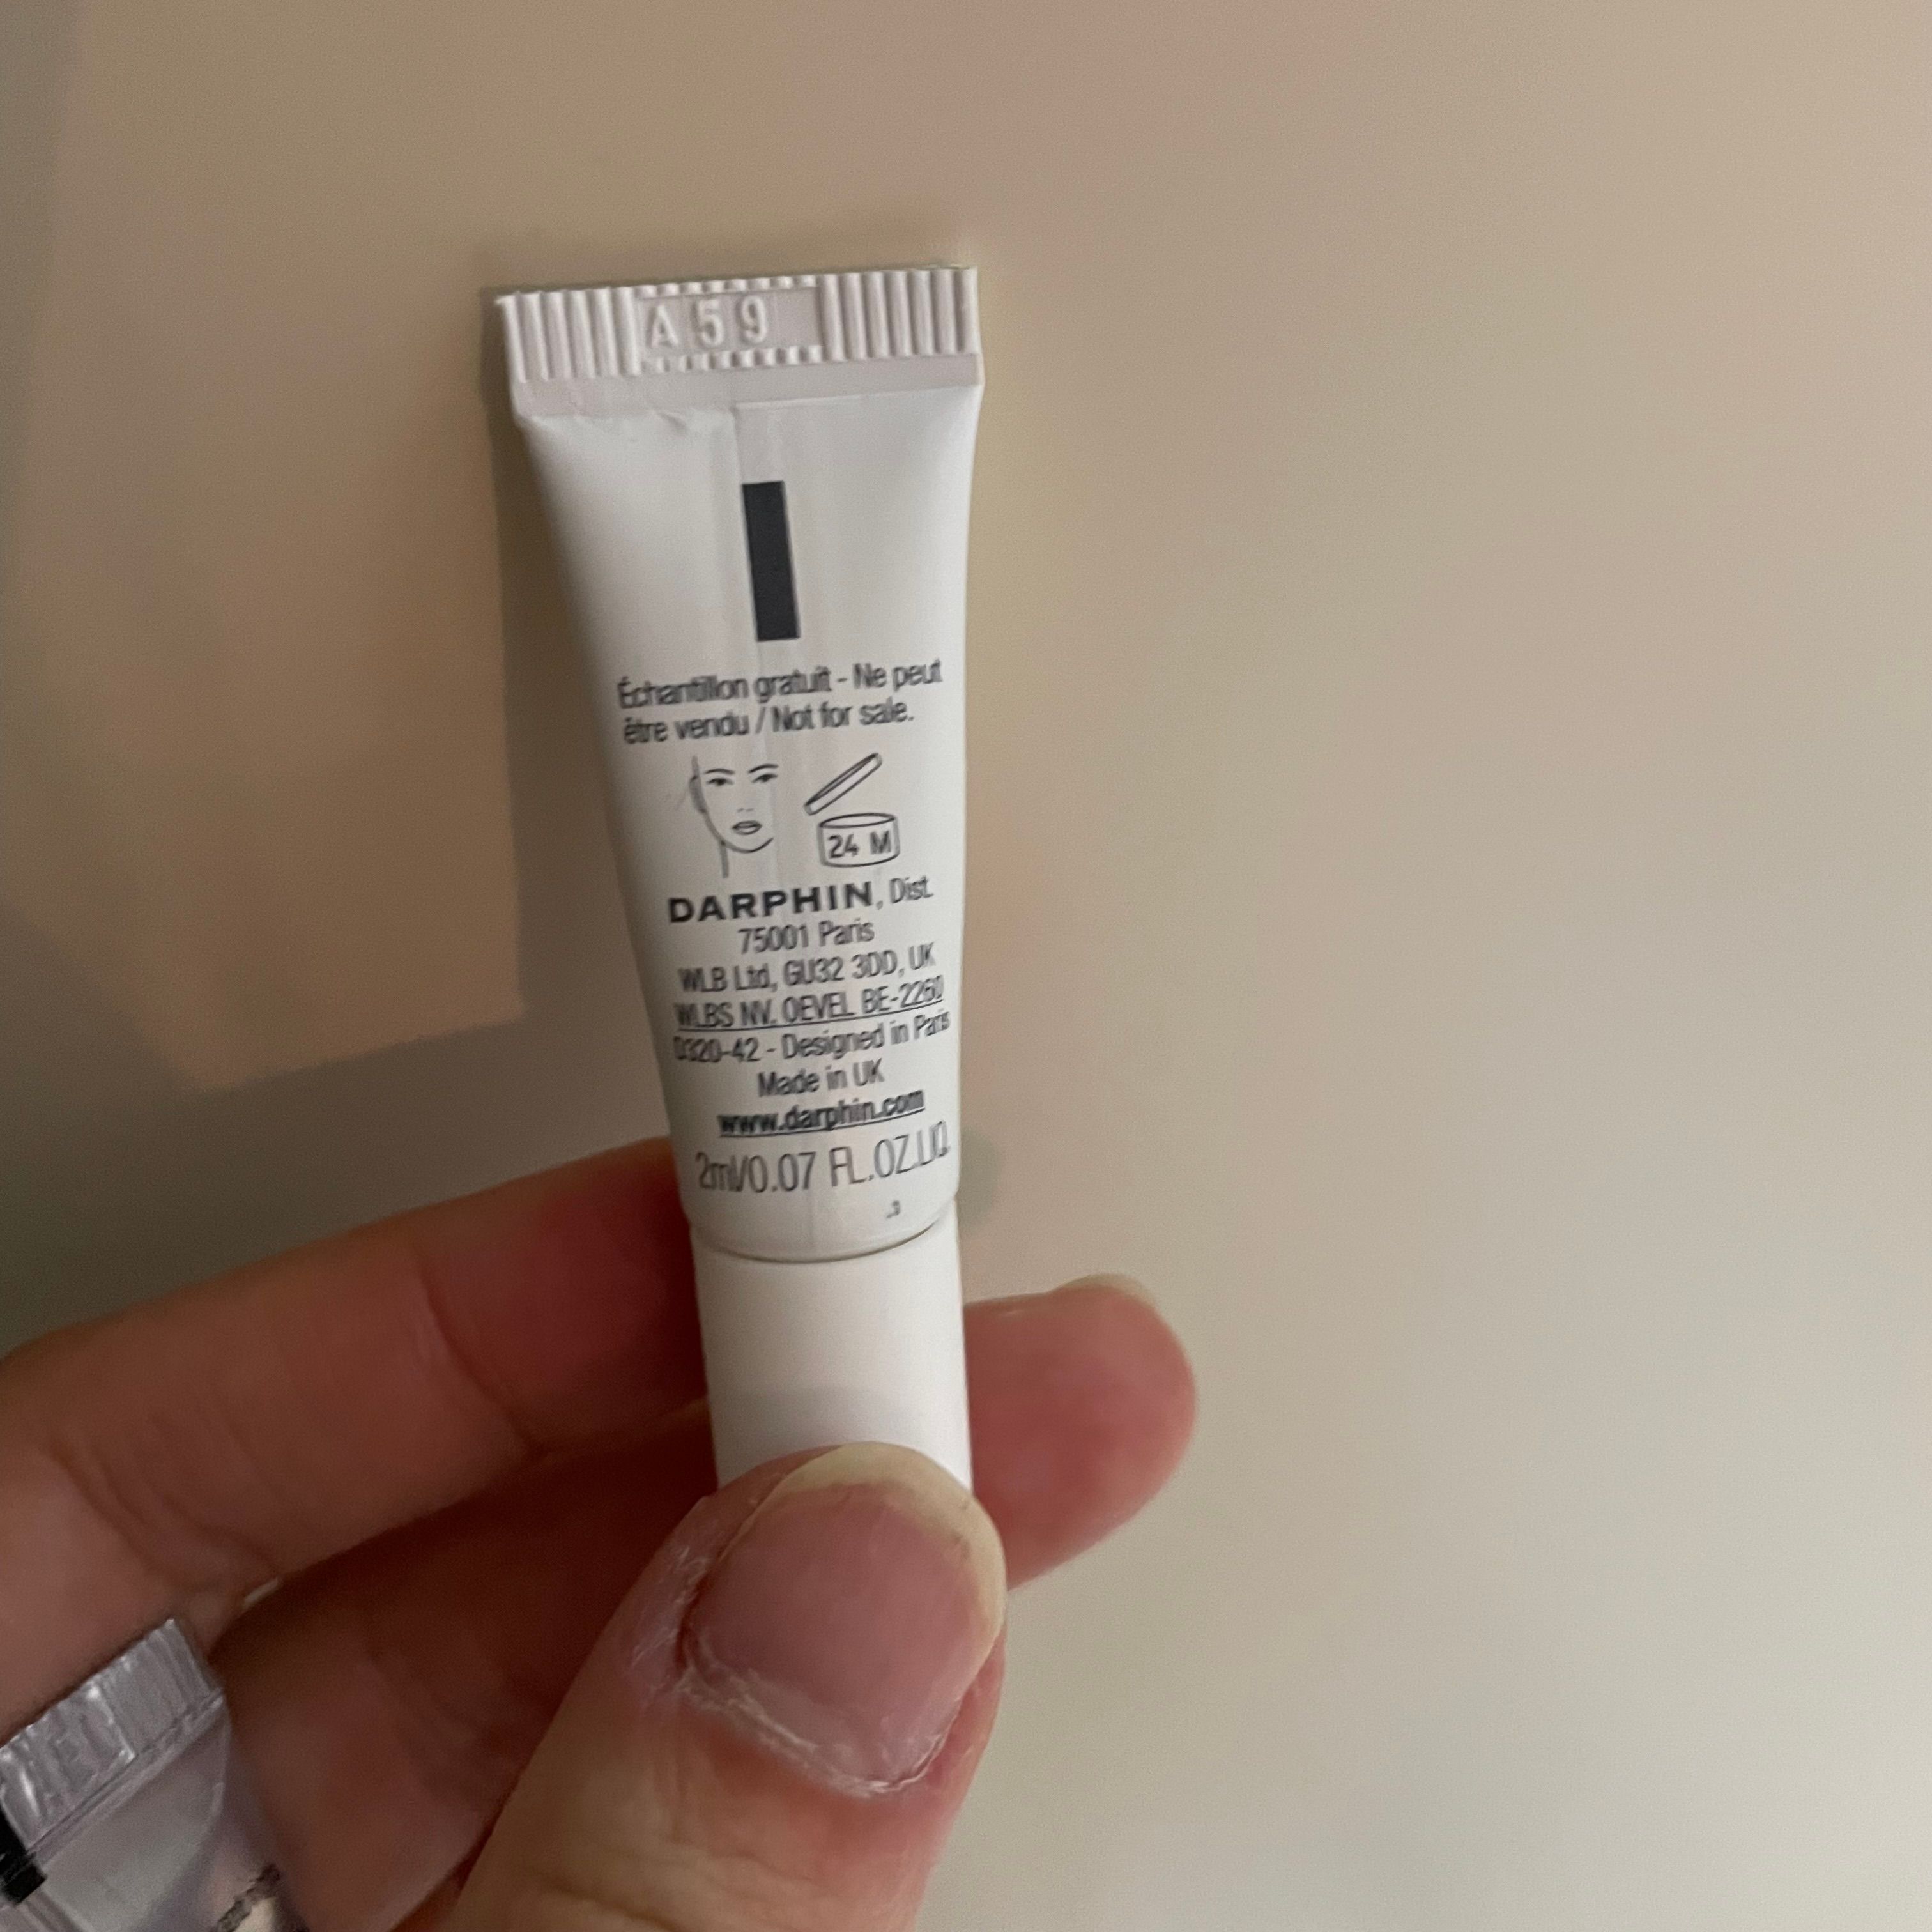 A59
Échantillon gratuit - Ne peut
être vendu / Not for sale.
24 M
DARPHIN, Dist.
75001 Paris
WLB Ltd, GU32 3DD, UK
WLBS NV. OEVEL BE-2260
0320-42 - Designed in Paris
Made in UK
www.darphin.com
2ml/0.07 FL.OZ.LIQ.